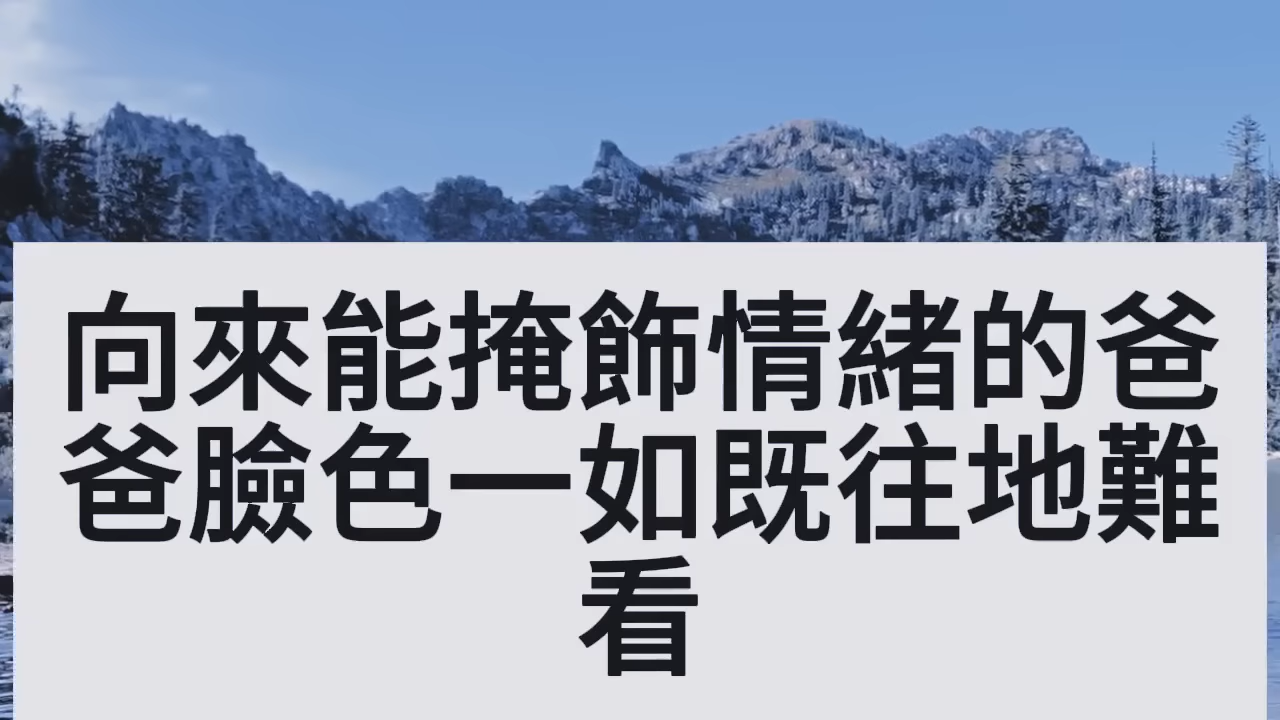 向來能掩飾情緒的爸
爸臉色一如既往地難
看